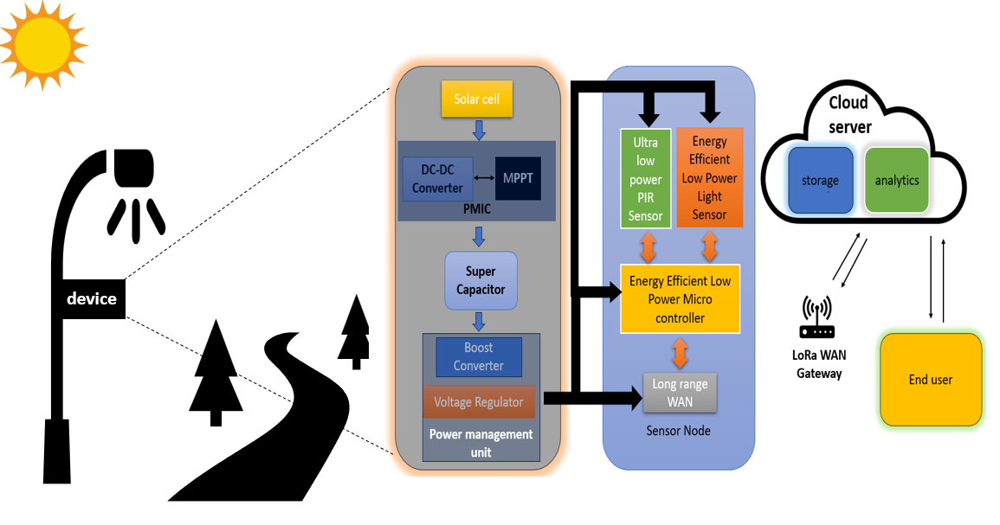 device
Solar cell
DC-DC
Converter
MPPT
PMIC
Super
Capacitor
Boost
Converter
Voltage Regulator
Power management
unit
Ultra
low
power
PIR
Sensor
Energy
Efficient
Low Power
Light
Sensor
Energy Efficient Low
Power Micro
controller
Long range
WAN
Sensor Node
Cloud
server
storage
analytics
LoRa WAN
Gateway
End user